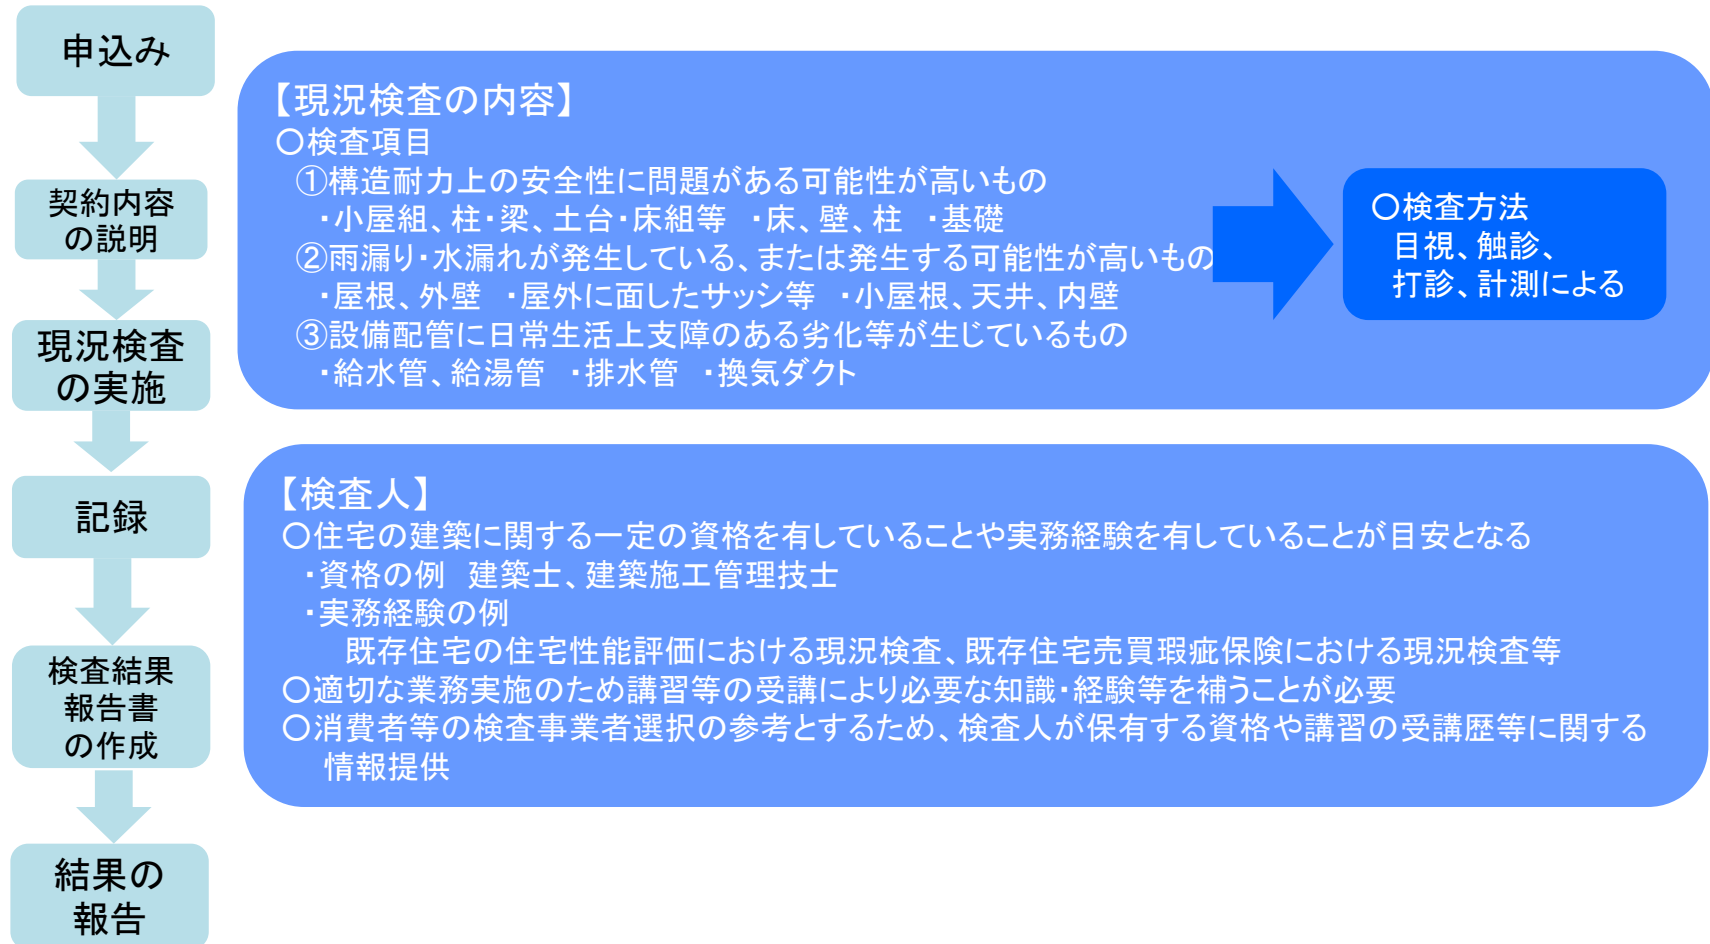 申込み
契約内容
の説明
現況検査
の実施
記録
検査結果
報告書
の作成
結果の
報告
【現況検査の内容】
○検査項目
①構造耐力上の安全性に問題がある可能性が高いもの
・小屋組、柱・梁、土台・床組等　・床、壁、柱　・基礎
②雨漏り・水漏れが発生している、または発生する可能性が高いもの
・屋根、外壁　・屋外に面したサッシ等　・小屋根、天井、内壁
③設備配管に日常生活上支障のある劣化等が生じているもの
・給水管、給湯管　・排水管　・換気ダクト
○検査方法
目視、触診、
打診、計測による
【検査人】
○住宅の建築に関する一定の資格を有していることや実務経験を有していることが目安となる
・資格の例　建築士、建築施工管理技士
・実務経験の例
既存住宅の住宅性能評価における現況検査、既存住宅売買瑕疵保険における現況検査等
○適切な業務実施のため講習等の受講により必要な知識・経験等を補うことが必要
○消費者等の検査事業者選択の参考とするため、検査人が保有する資格や講習の受講歴等に関する
情報提供